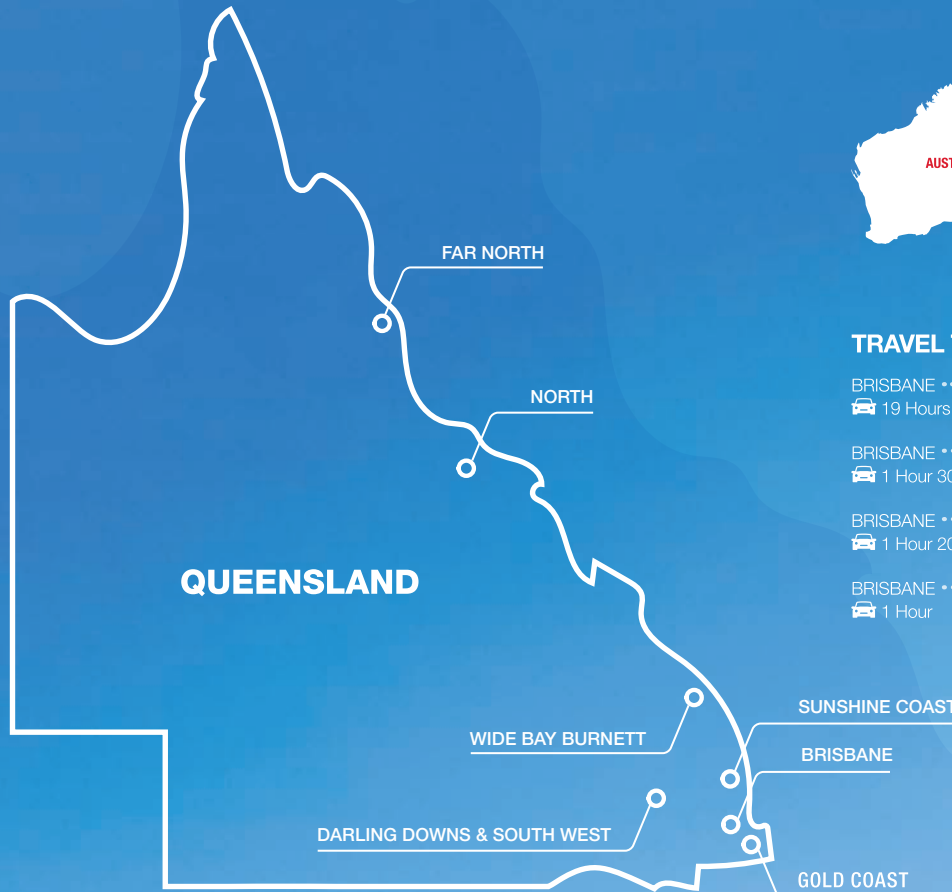 AUST
FAR NORTH
TRAVEL
BRISBANE ••
19 Hours
NORTH
BRISBANE ••
1 Hour 30
BRISBANE ••
1 Hour 20
QUEENSLAND
BRISBANE ••
1 Hour
SUNSHINE COAST
WIDE BAY BURNETT
BRISBANE
DARLING DOWNS & SOUTH WEST
GOLD COAST